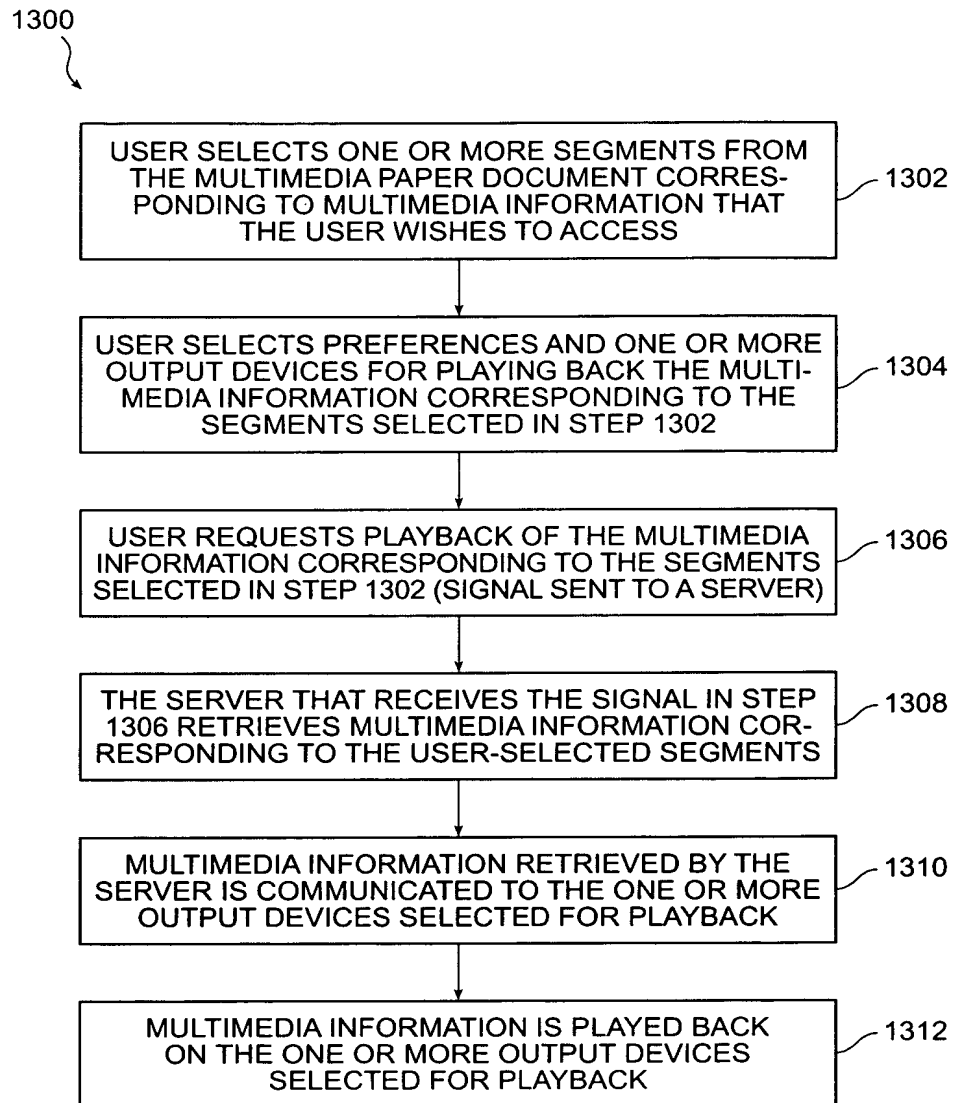 1300
USER SELECTS ONE OR MORE SEGMENTS FROM
THE MULTIMEDIA PAPER DOCUMENT CORRES-
PONDING TO MULTIMEDIA INFORMATION THAT
THE USER WISHES TO ACCESS
1302
USER SELECTS PREFERENCES AND ONE OR MORE
OUTPUT DEVICES FOR PLAYING BACK THE MULTI-
MEDIA INFORMATION CORRESPONDING TO THE
SEGMENTS SELECTED IN STEP 1302
1304
USER REQUESTS PLAYBACK OF THE MULTIMEDIA
INFORMATION CORRESPONDING TO THE SEGMENTS
SELECTED IN STEP 1302 (SIGNAL SENT TO A SERVER)
1306
THE SERVER THAT RECEIVES THE SIGNAL IN STEP
1306 RETRIEVES MULTIMEDIA INFORMATION COR-
RESPONDING TO THE USER-SELECTED SEGMENTS
1308
MULTIMEDIA INFORMATION RETRIEVED BY THE
SERVER IS COMMUNICATED TO THE ONE OR MORE
OUTPUT DEVICES SELECTED FOR PLAYBACK
1310
MULTIMEDIA INFORMATION IS PLAYED BACK
ON THE ONE OR MORE OUTPUT DEVICES
SELECTED FOR PLAYBACK
1312